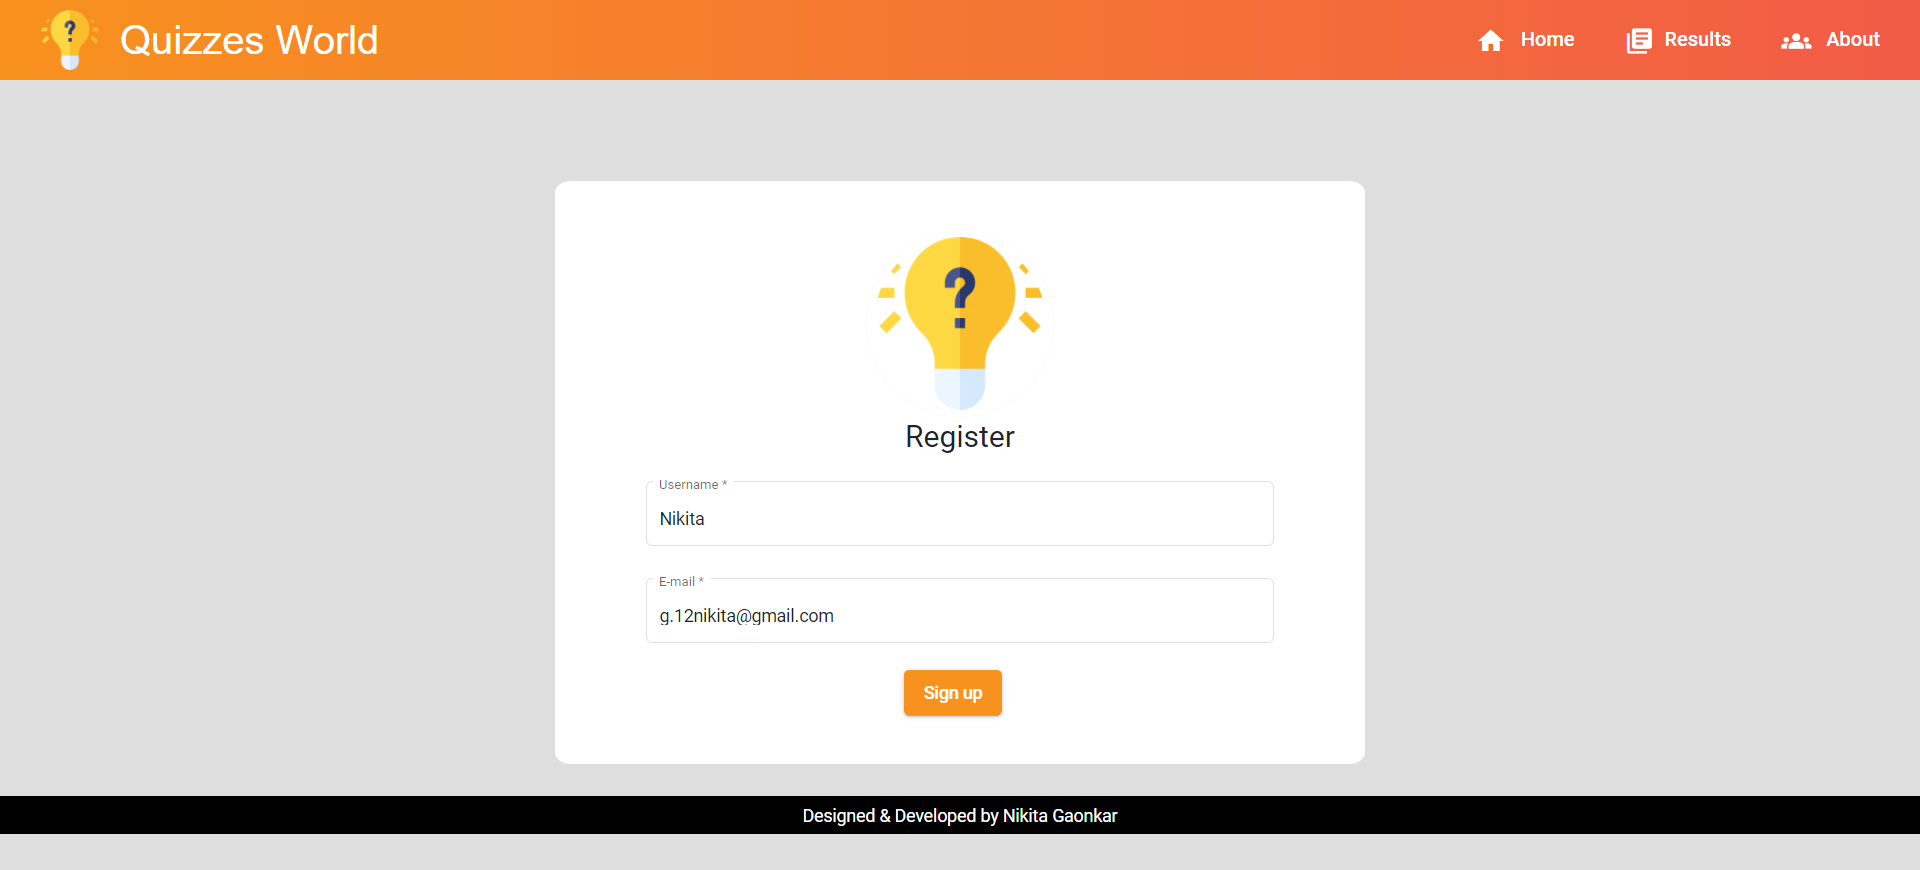 Quizzes World
Home
Results
About
?
Register
Username *
Nikita
E-mail *
g.12nikita@gmail.com
Sign up
Designed & Developed by Nikita Gaonkar